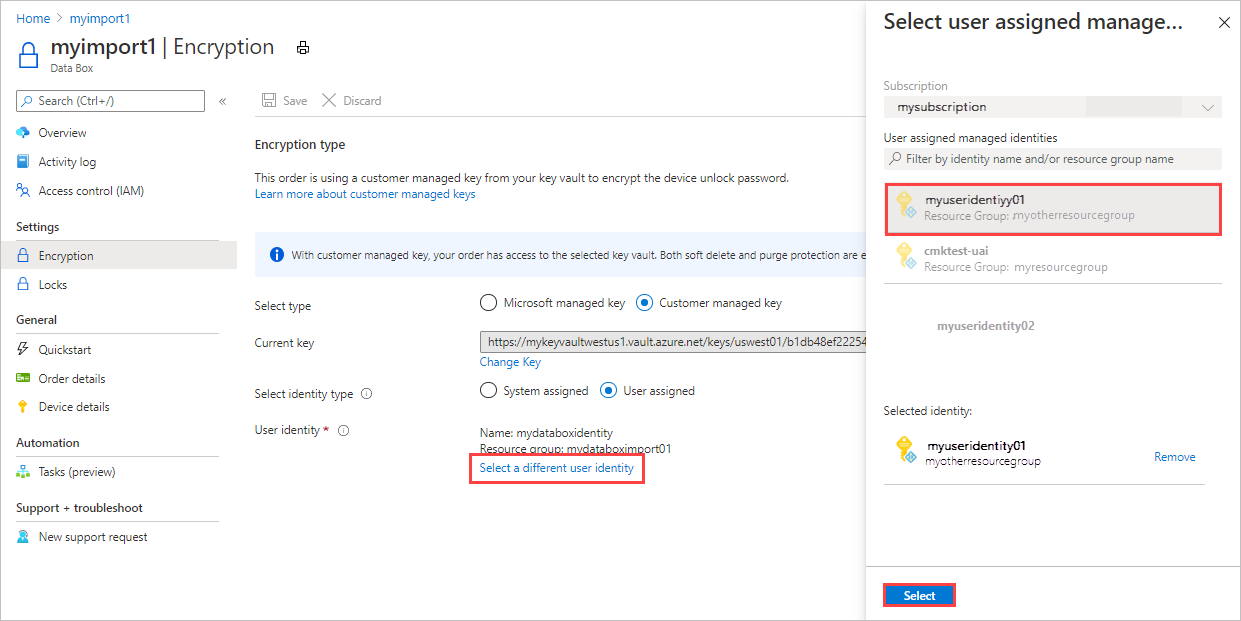 Home > myimport1
myimport1 | Encryption
Data Box
Search (Ctrl+/)
«
Overview
Activity log
Access control (IAM)
Settings
Encryption
Locks
General
Quickstart
Order details
Device details
Automation
Tasks (preview)
Support + troubleshoot
New support request
Save
Discard
Encryption type
This order is using a customer managed key from your key vault to encrypt the device unlock password.
Learn more about customer managed keys
With customer managed key, your order has access to the selected key vault. Both soft delete and purge protection are e
Select type
Microsoft managed key
Customer managed key
Current key
https://mykeyvaultwestus1.vault.azure.net/keys/uswest01/b1db48ef22254
Change Key
Select identity type
System assigned
User assigned
User identity *
Name: mydataboxidentity
Resource group: mydataboximport01
Select a different user identity
Select user assigned manage...
Subscription
mysubscription
User assigned managed identities
Filter by identity name and/or resource group name
myuseridentiyy01
Resource Group: myotherresourcegroup
cmktest-uai
Resource Group: myresourcegroup
myuseridentity02
Selected identity:
myuseridentity01
myotherresourcegroup
Remove
Select